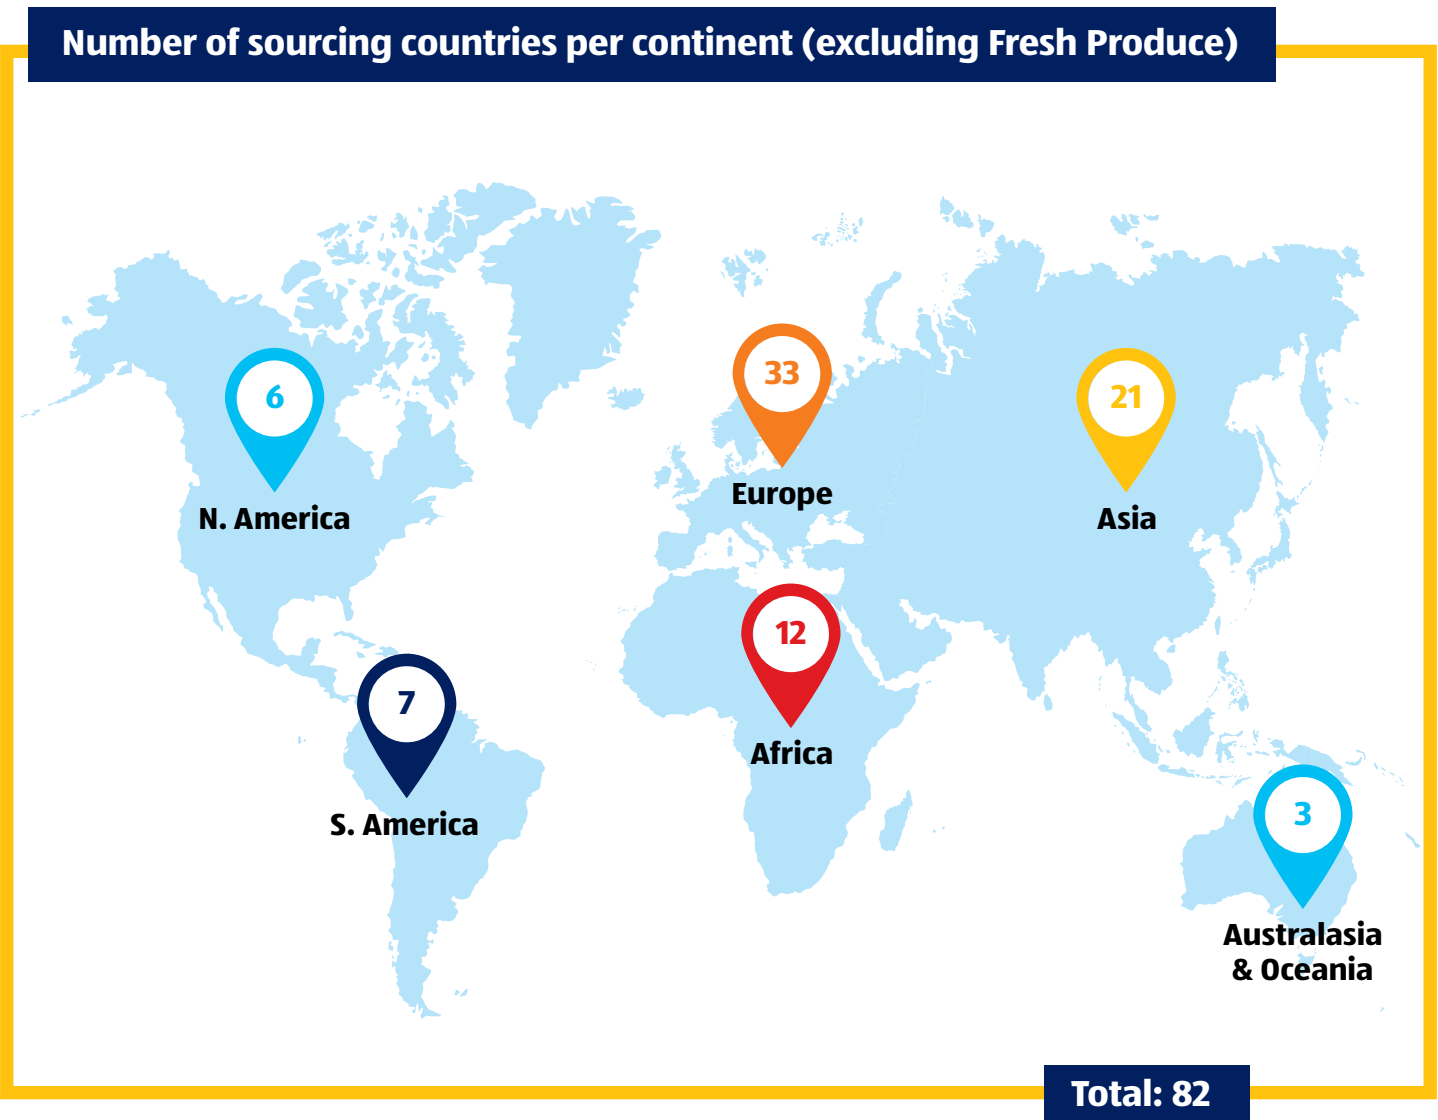 Number of sourcing countries per continent (excluding Fresh Produce)
6
N. America
33
Europe
21
Asia
12
Africa
7
S. America
3
Australasia
& Oceania
Total: 82